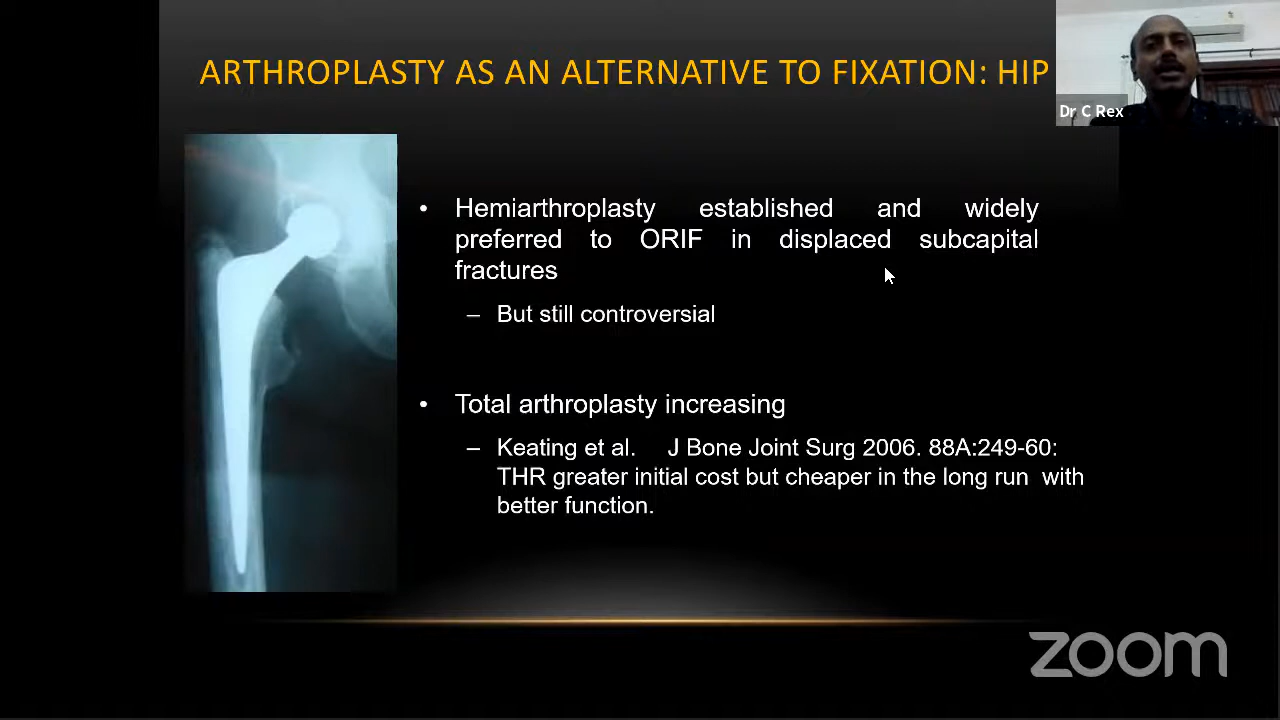 ARTHROPLASTY AS AN ALTERNATIVE TO FIXATION: HIP
Dr C Rex
• Hemiarthroplasty established and widely
preferred to ORIF in displaced subcapital
fractures
– But still controversial
• Total arthroplasty increasing
– Keating et al. J Bone Joint Surg 2006. 88A:249-60:
THR greater initial cost but cheaper in the long run with
better function.
zoom